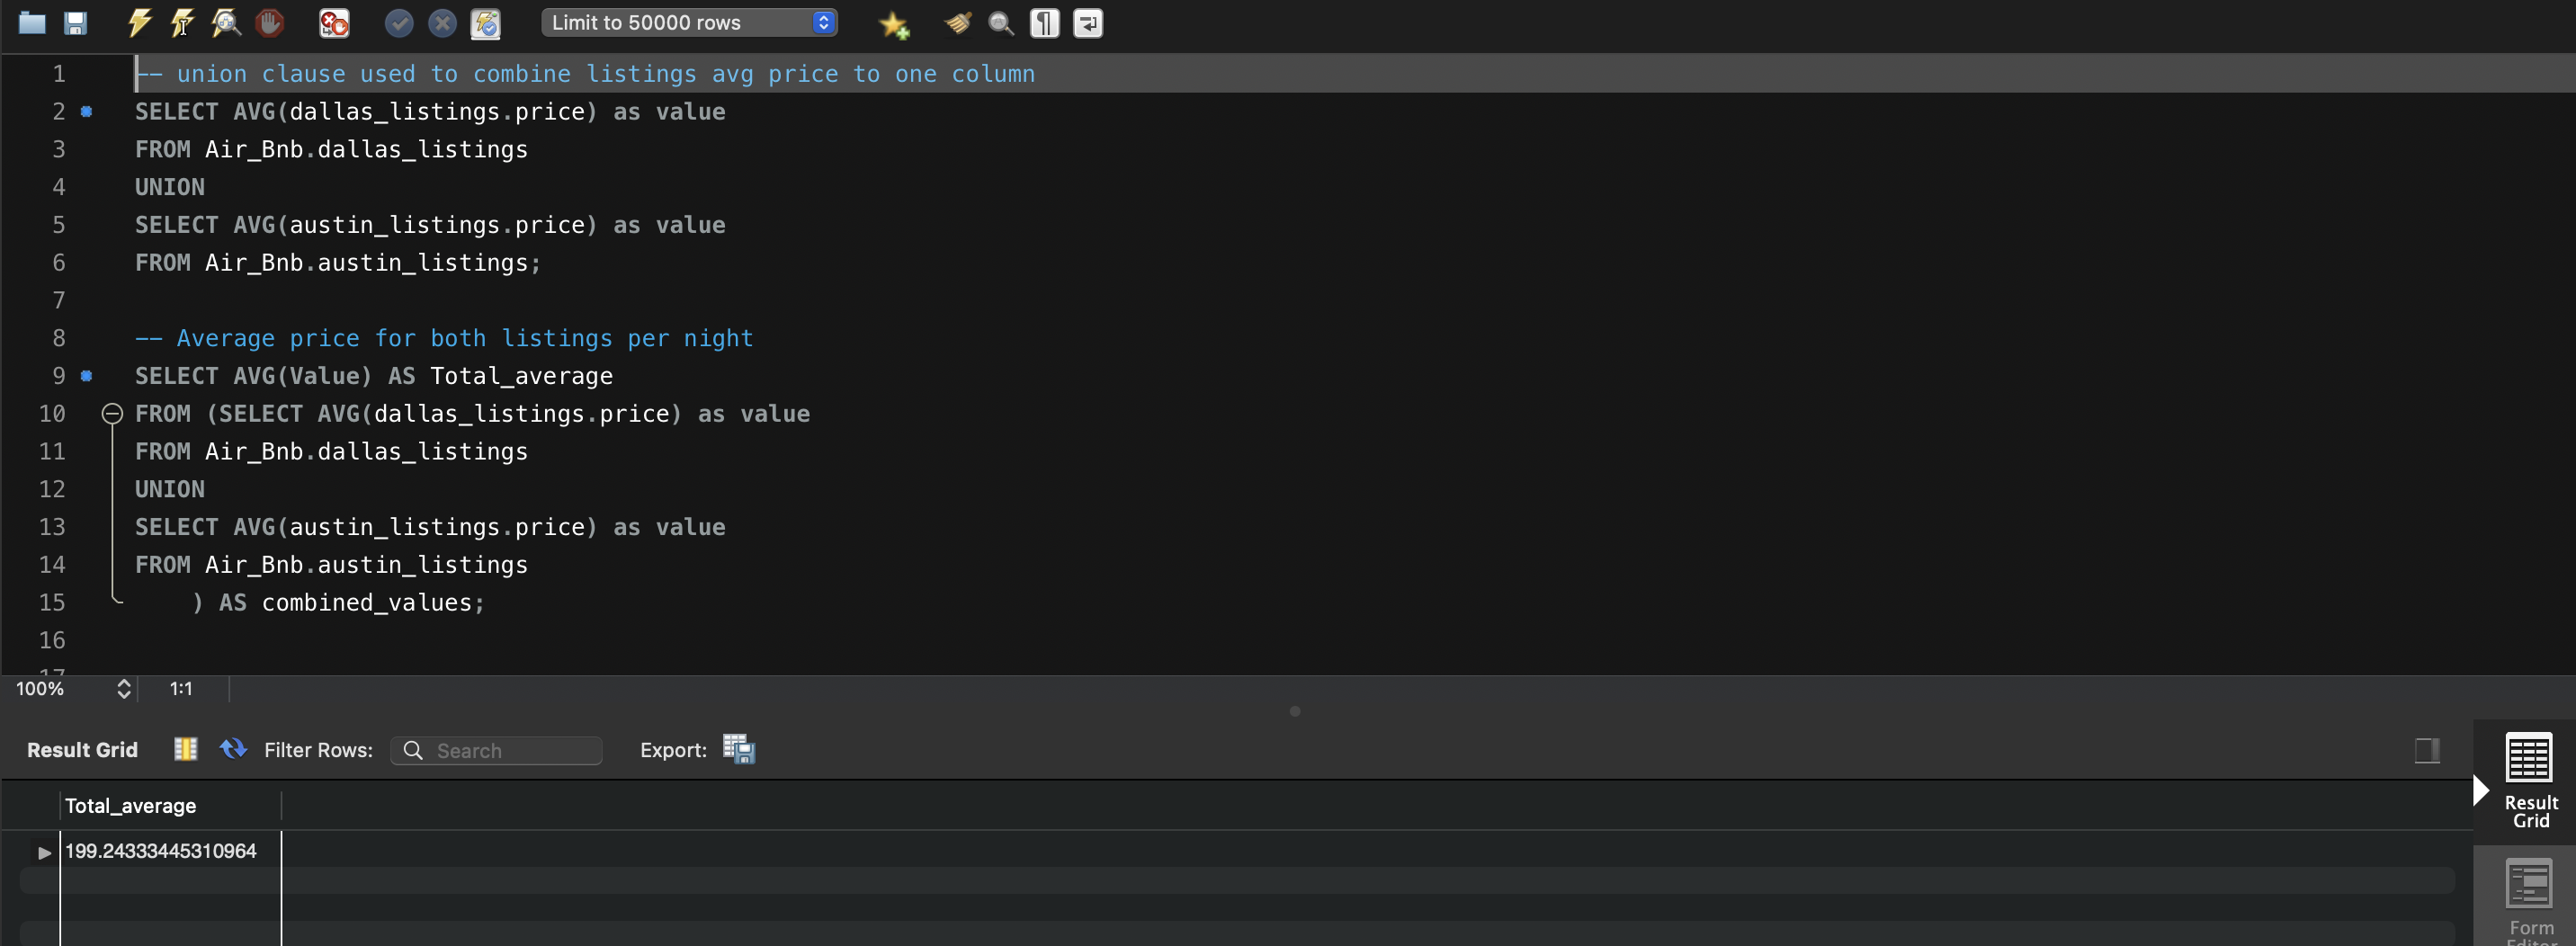 Limit to 50000 rows
1 -- union clause used to combine listings avg price to one column
2 SELECT AVG(dallas_listings.price) as value
3 FROM Air_Bnb.dallas_listings
4 UNION
5 SELECT AVG(austin_listings.price) as value
6 FROM Air_Bnb.austin_listings;
7
8 -- Average price for both listings per night
9 SELECT AVG(Value) AS Total_average
10 FROM (SELECT AVG(dallas_listings.price) as value
11 FROM Air_Bnb.dallas_listings
12 UNION
13 SELECT AVG(austin_listings.price) as value
14 FROM Air_Bnb.austin_listings
15 ) AS combined_values;
16
17
100% 1:1
Result Grid Filter Rows: Search Export:
Result
Grid
Total_average
199.24333445310964
Form
Editor